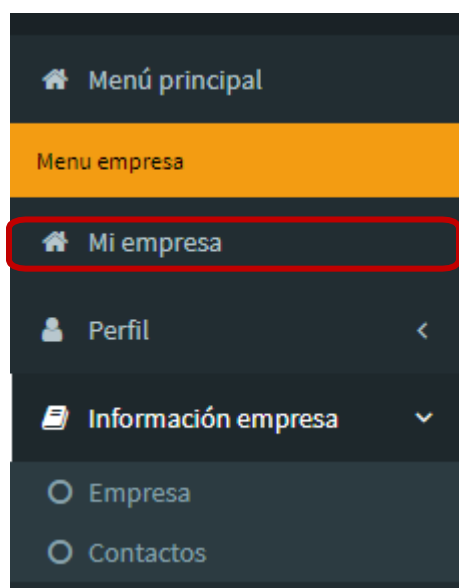 Menú principal
Menu empresa
Mi empresa
Perfil
Información empresa
Empresa
Contactos